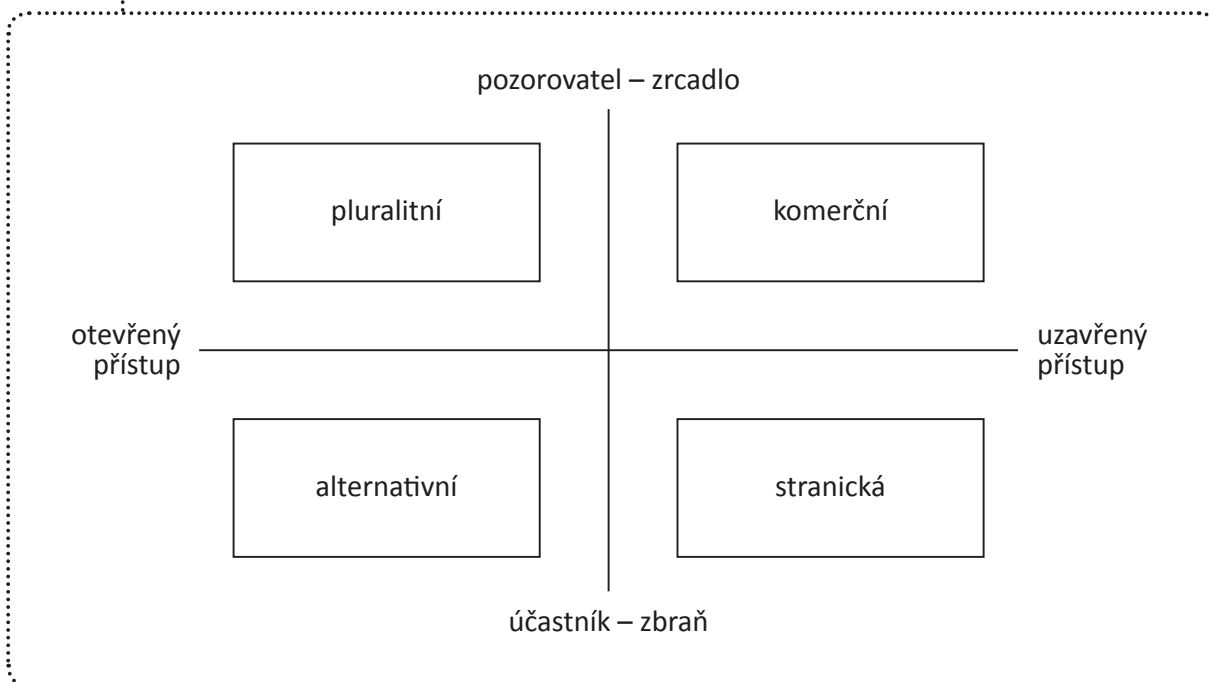 pozorovatel – zrcadlo
pluralitní
komerční
otevřený
přístup
uzavřený
přístup
alternativní
stranická
účastník – zbraň